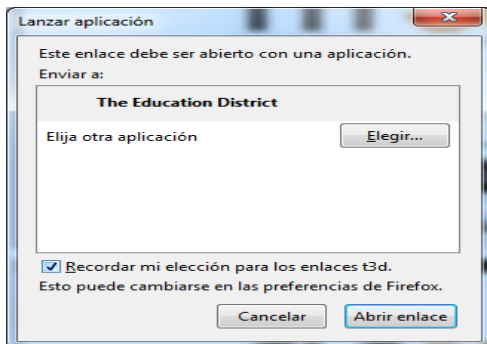 Lanzar aplicación
Este enlace debe ser abierto con una aplicación.
Enviar a:
The Education District
Elija otra aplicación
Elegir...
Recordar mi elección para los enlaces t3d.
Esto puede cambiarse en las preferencias de Firefox.
Cancelar Abrir enlace